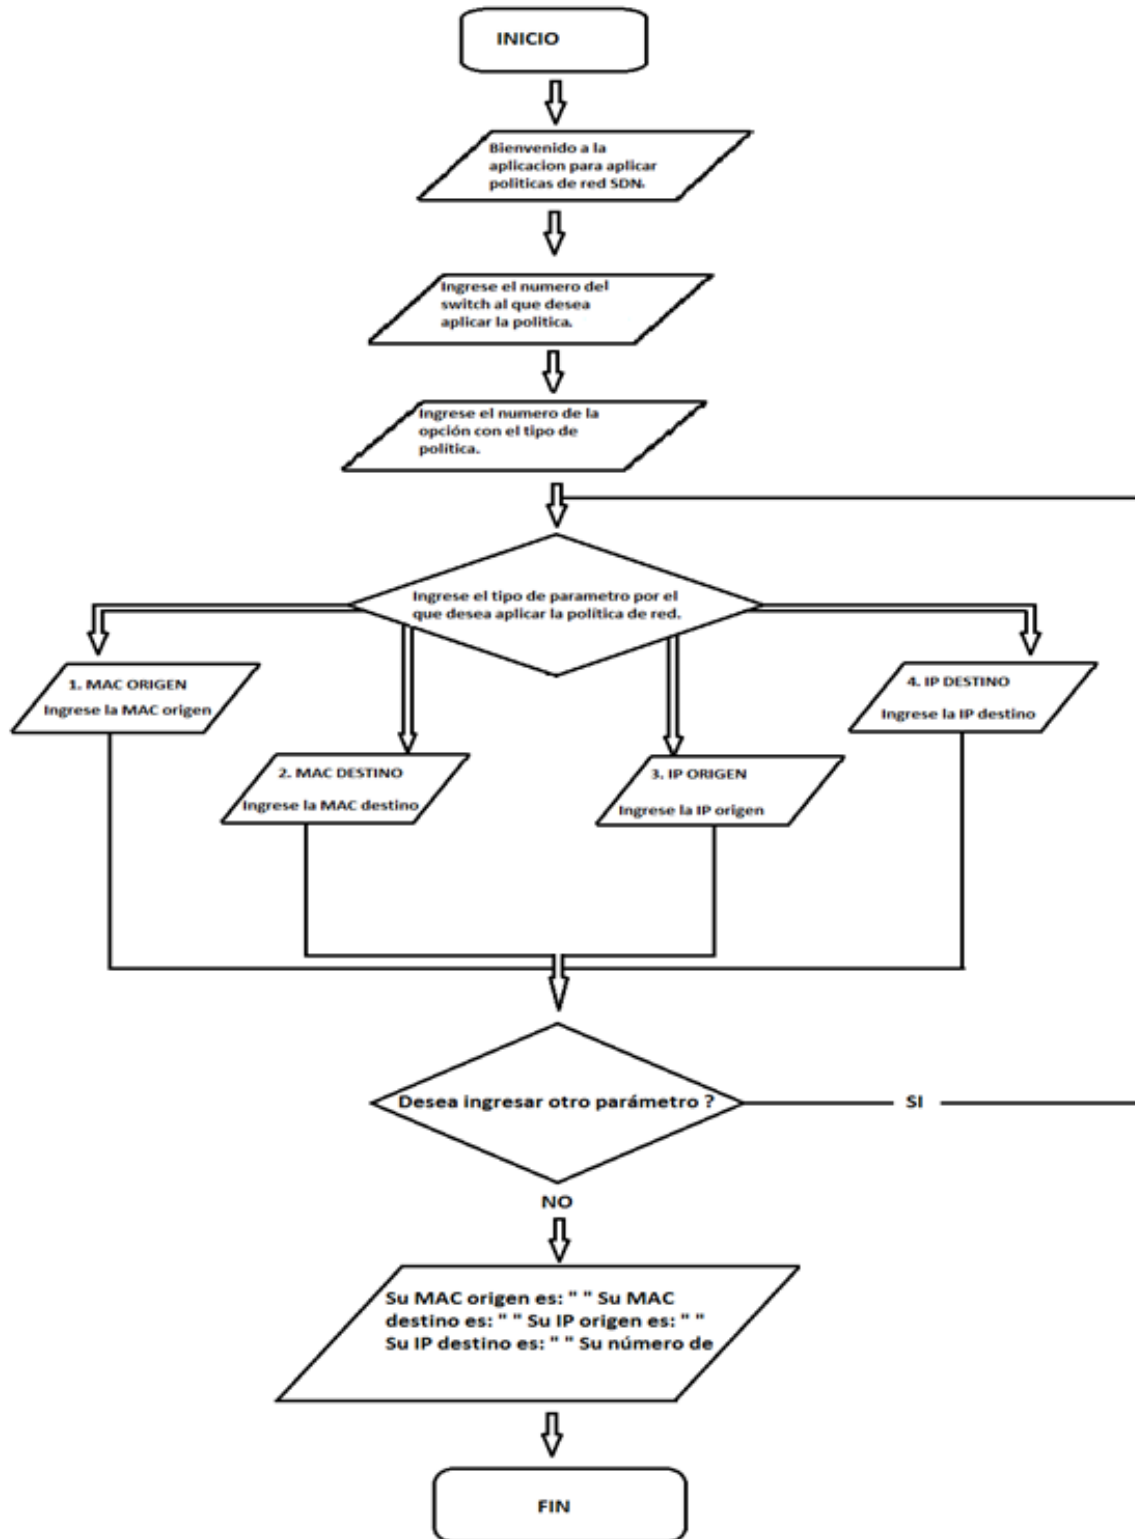 INICIO
Bienvenido a la
aplicacion para aplicar
politicas de red SDN.
Ingrese el numero del
switch al que desea
aplicar la politica.
Ingrese el numero de la
opción con el tipo de
política.
Ingrese el tipo de parametro por el
que desea aplicar la política de red.
1. MAC ORIGEN
Ingrese la MAC origen
4. IP DESTINO
Ingrese la IP destino
2. MAC DESTINO
Ingrese la MAC destino
3. IP ORIGEN
Ingrese la IP origen
Desea ingresar otro parámetro ?
SI
NO
Su MAC origen es: " " Su MAC
destino es: " " Su IP origen es: " "
Su IP destino es: " " Su número de
FIN